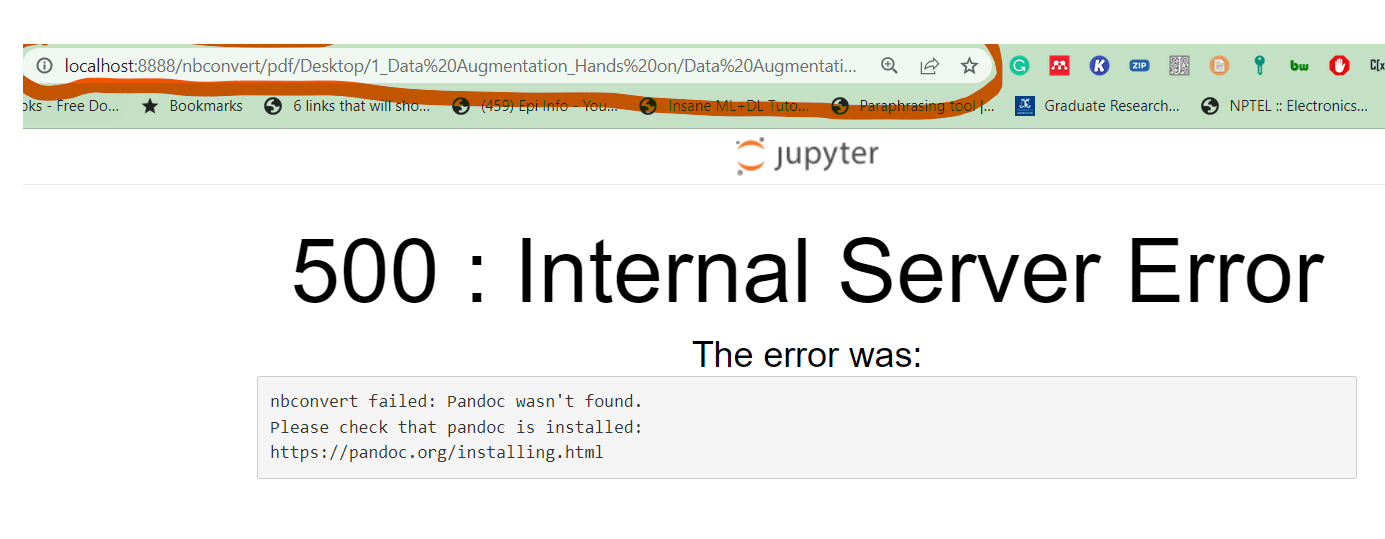 localhost:8888/nbconvert/pdf/Desktop/1_Data%20Augmentation_Hands%20on/Data%20Augmentati...
ZIP K bw C[x
oks - Free Do... Bookmarks 6 links that will sho... (459) Epi Info - You... Insane ML+DL Tuto... Paraphrasing tool |... Graduate Research... NPTEL :: Electronics...
jupyter
500 : Internal Server Error
The error was:
nbconvert failed: Pandoc wasn't found.
Please check that pandoc is installed:
https://pandoc.org/installing.html